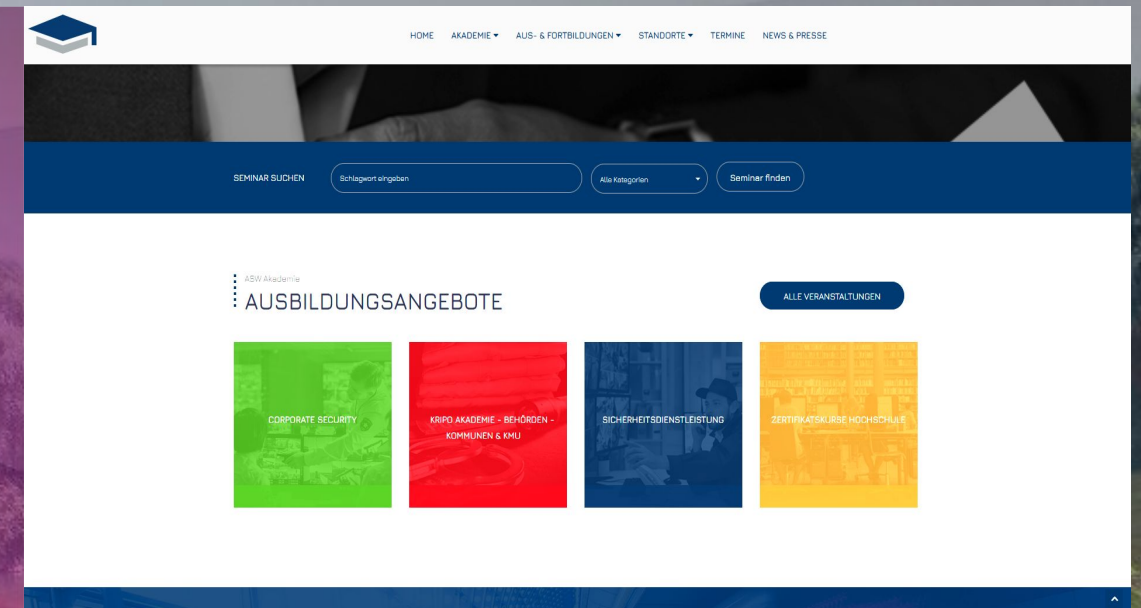 HOME AKADEMIE AUS- & FORTBILDUNGEN STANDORTE TERMINE NEWS & PRESSE
SEMINAR SUCHEN Schlagwort eingeben Alle Kategorien Seminar finden
ASW Akademie
AUSBILDUNGSANGEBOTE
ALLE VERANSTALTUNGEN
CORPORATE SECURITY
KRIPO AKADEMIE - BEHÖRDEN -
KOMMUNEN & KMU
SICHERHEITSDIENSTLEISTUNG
ZERTIFIKATSKURSE HOCHSCHULE